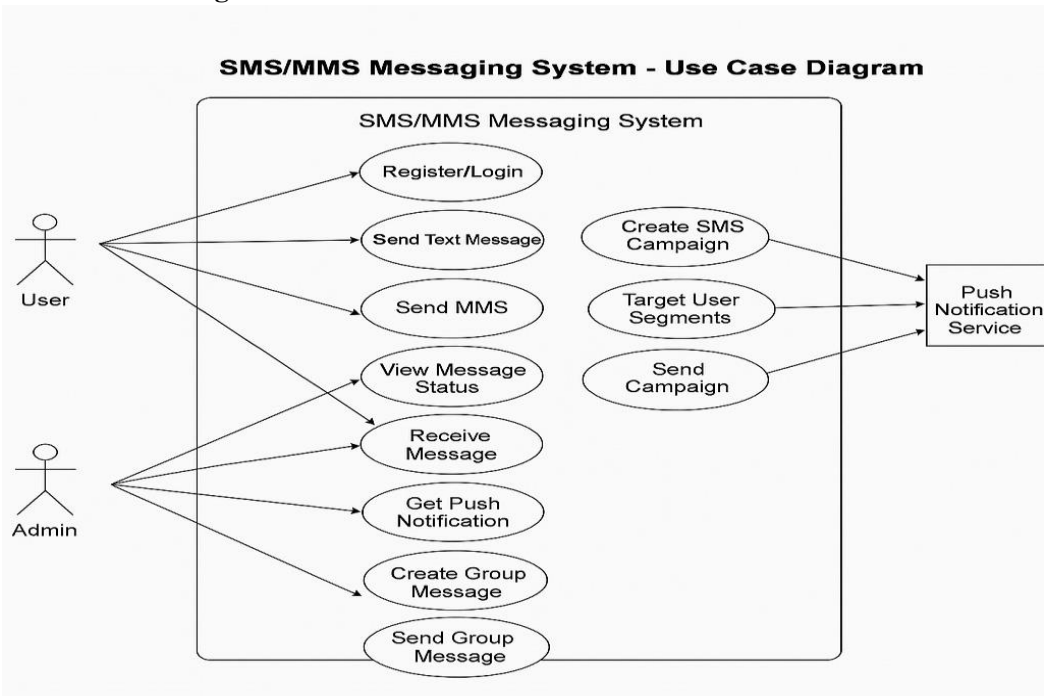 SMS/MMS Messaging System - Use Case Diagram
SMS/MMS Messaging System
Register/Login
Send Text Message
Send MMS
View Message
Status
Receive
Message
Get Push
Notification
Create Group
Message
Send Group
Message
Create SMS
Campaign
Target User
Segments
Send
Campaign
User
Admin
Push
Notification
Service